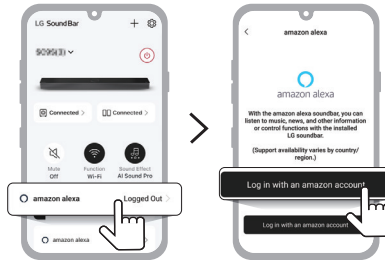 LG Sound Bar
Connected >
Connected >
Mute
Off
Function
Wi-Fi
Sound Effect
AI Sound Pro
amazon alexa
Logged Out >
amazon alexa
amazon alexa
amazon alexa
With the amazon alexa soundbar, you can
listen to music, news, and other information
or control functions with the installed
LG soundbar.
(Support availability varies by country/
region.)
Log in with an amazon account
Log in with an amazon account